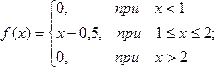 0, при x < 1
f(x) = { x − 0,5, при 1 ≤ x ≤ 2;
0, при x > 2